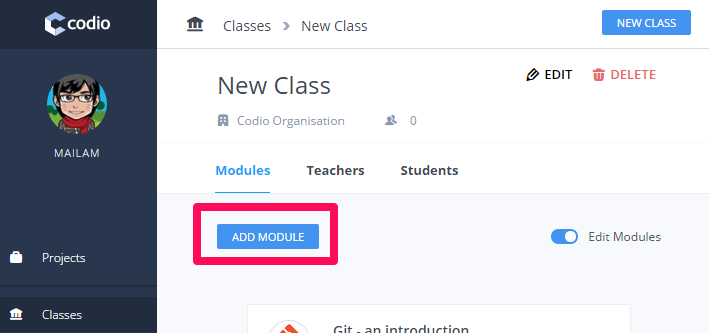 codio
Classes > New Class
NEW CLASS
New Class
EDIT
DELETE
Codio Organisation
0
MAILAM
Modules
Teachers
Students
ADD MODULE
Edit Modules
Projects
Classes
Git - an introduction